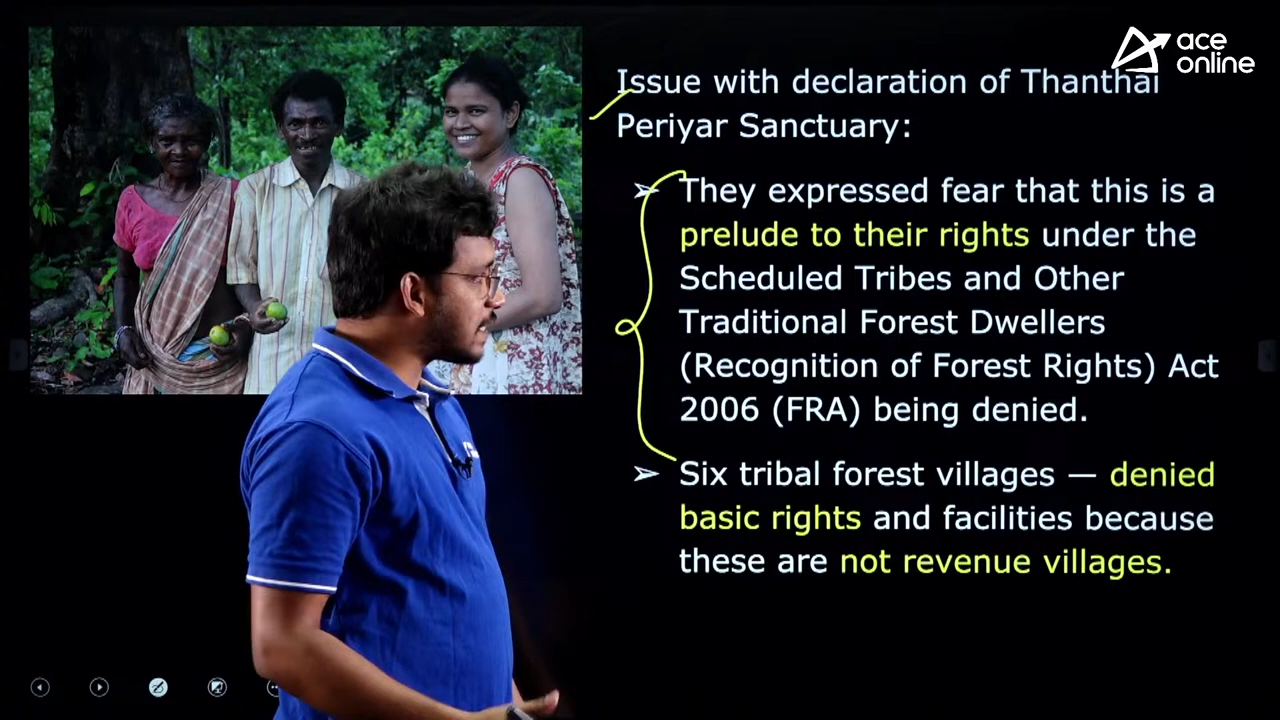 ace
online
Issue with declaration of Thanthai
Periyar Sanctuary:
➢ They expressed fear that this is a
prelude to their rights under the
Scheduled Tribes and Other
Traditional Forest Dwellers
(Recognition of Forest Rights) Act
2006 (FRA) being denied.
➢ Six tribal forest villages — denied
basic rights and facilities because
these are not revenue villages.